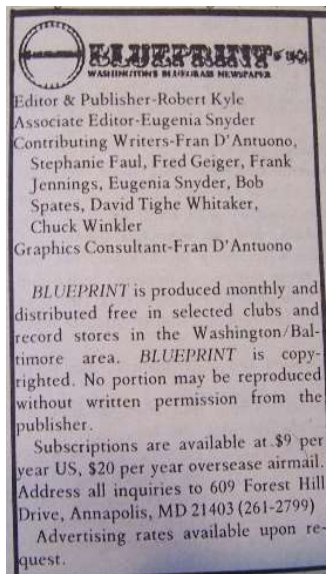 BLUEPRINT
WASHINGTON'S BLUEGRASS NEWSPAPER
Editor & Publisher-Robert Kyle
Associate Editor-Eugenia Snyder
Contributing Writers-Fran D'Antuono,
Stephanie Faul, Fred Geiger, Frank
Jennings, Eugenia Snyder, Bob
Spates, David Tighe Whitaker,
Chuck Winkler
Graphics Consultant-Fran D'Antuono
BLUEPRINT is produced monthly and
distributed free in selected clubs and
record stores in the Washington/Bal-
timore area. BLUEPRINT is copy-
righted. No portion may be reproduced
without written permission from the
publisher.
Subscriptions are available at $9 per
year US, $20 per year oversease airmail.
Address all inquiries to 609 Forest Hill
Drive, Annapolis, MD 21403 (261-2799)
Advertising rates available upon re-
quest.